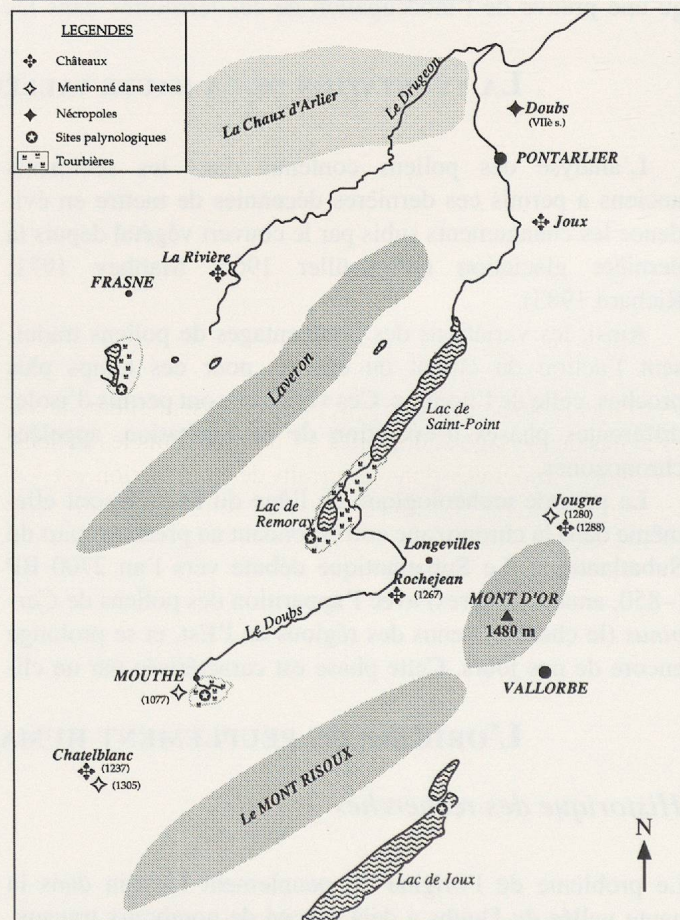 LEGENDES
Châteaux
Mentionné dans textes
Nécropoles
Sites palynologiques
Tourbières
La Chaux d'Arlier
Le Drugeon
Doubs
(VIIè s.)
PONTARLIER
Joux
La Rivière
FRASNE
Laveron
Lac de
Saint-Point
Lac de
Remoray
Jougne
(1280)
(1288)
Longevilles
Rochejean
(1267)
MONT D'OR
1480 m
Le Doubs
VALLORBE
MOUTHE
(1077)
Chatelblanc
(1237)
(1305)
Le MONT RISOUX
Lac de Joux
N